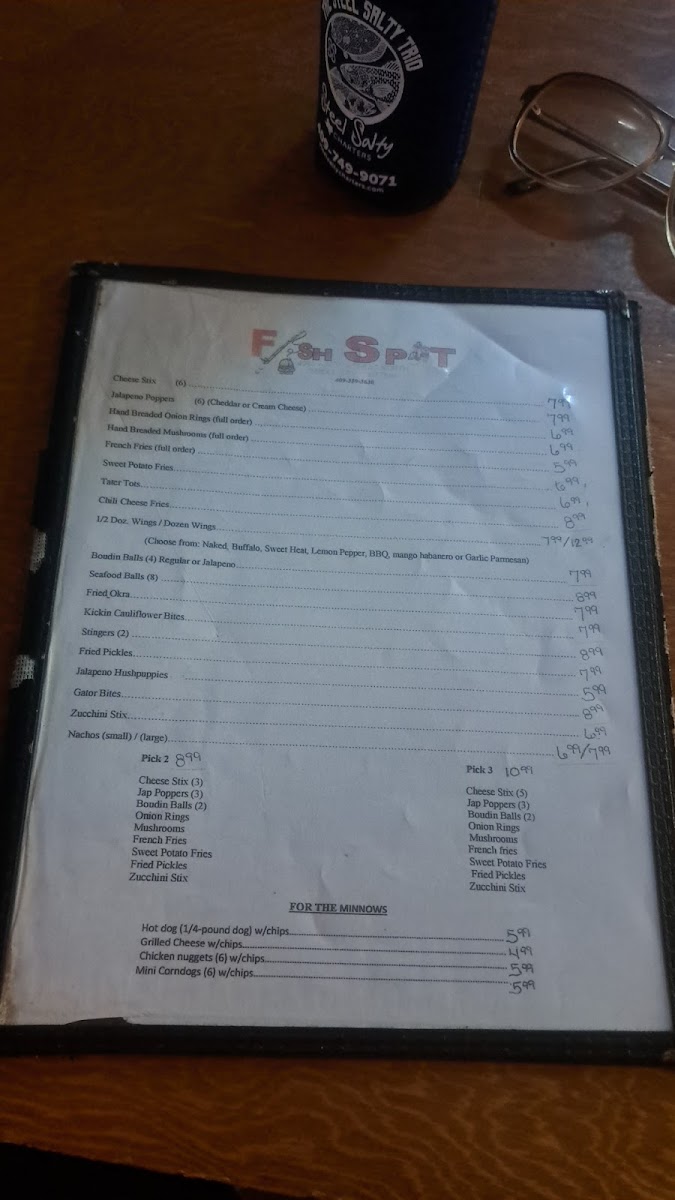 THE STEEL SALTY TRIO
Steel Salty
CHARTERS
409-749-9071
FISH SPOT
Cheese Stix (6) 7.99
Jalapeno Poppers (6) (Cheddar or Cream Cheese) 7.99
Hand Breaded Onion Rings (full order) 6.99
Hand Breaded Mushrooms (full order) 6.99
French Fries (full order) 5.99
Sweet Potato Fries 6.99
Tater Tots 6.99
Chili Cheese Fries 8.99
1/2 Doz. Wings / Dozen Wings 7.99/12.99
(Choose from: Naked, Buffalo, Sweet Heat, Lemon Pepper, BBQ, mango habanero or Garlic Parmesan)
Boudin Balls (4) Regular or Jalapeno 7.99
Seafood Balls (8) 8.99
Fried Okra 7.99
Kickin Cauliflower Bites 7.99
Stingers (2) 8.99
Fried Pickles 7.99
Jalapeno Hushpuppies 5.99
Gator Bites 8.99
Zucchini Stix 6.99
Nachos (small) / (large) 6.99/7.99
Pick 2 8.99
Cheese Stix (3)
Jap Poppers (3)
Boudin Balls (2)
Onion Rings
Mushrooms
French Fries
Sweet Potato Fries
Fried Pickles
Zucchini Stix
Pick 3 10.99
Cheese Stix (5)
Jap Poppers (3)
Boudin Balls (2)
Onion Rings
Mushrooms
French fries
Sweet Potato Fries
Fried Pickles
Zucchini Stix
FOR THE MINNOWS
Hot dog (1/4-pound dog) w/chips 5.99
Grilled Cheese w/chips 4.99
Chicken nuggets (6) w/chips 5.99
Mini Corndogs (6) w/chips 5.99